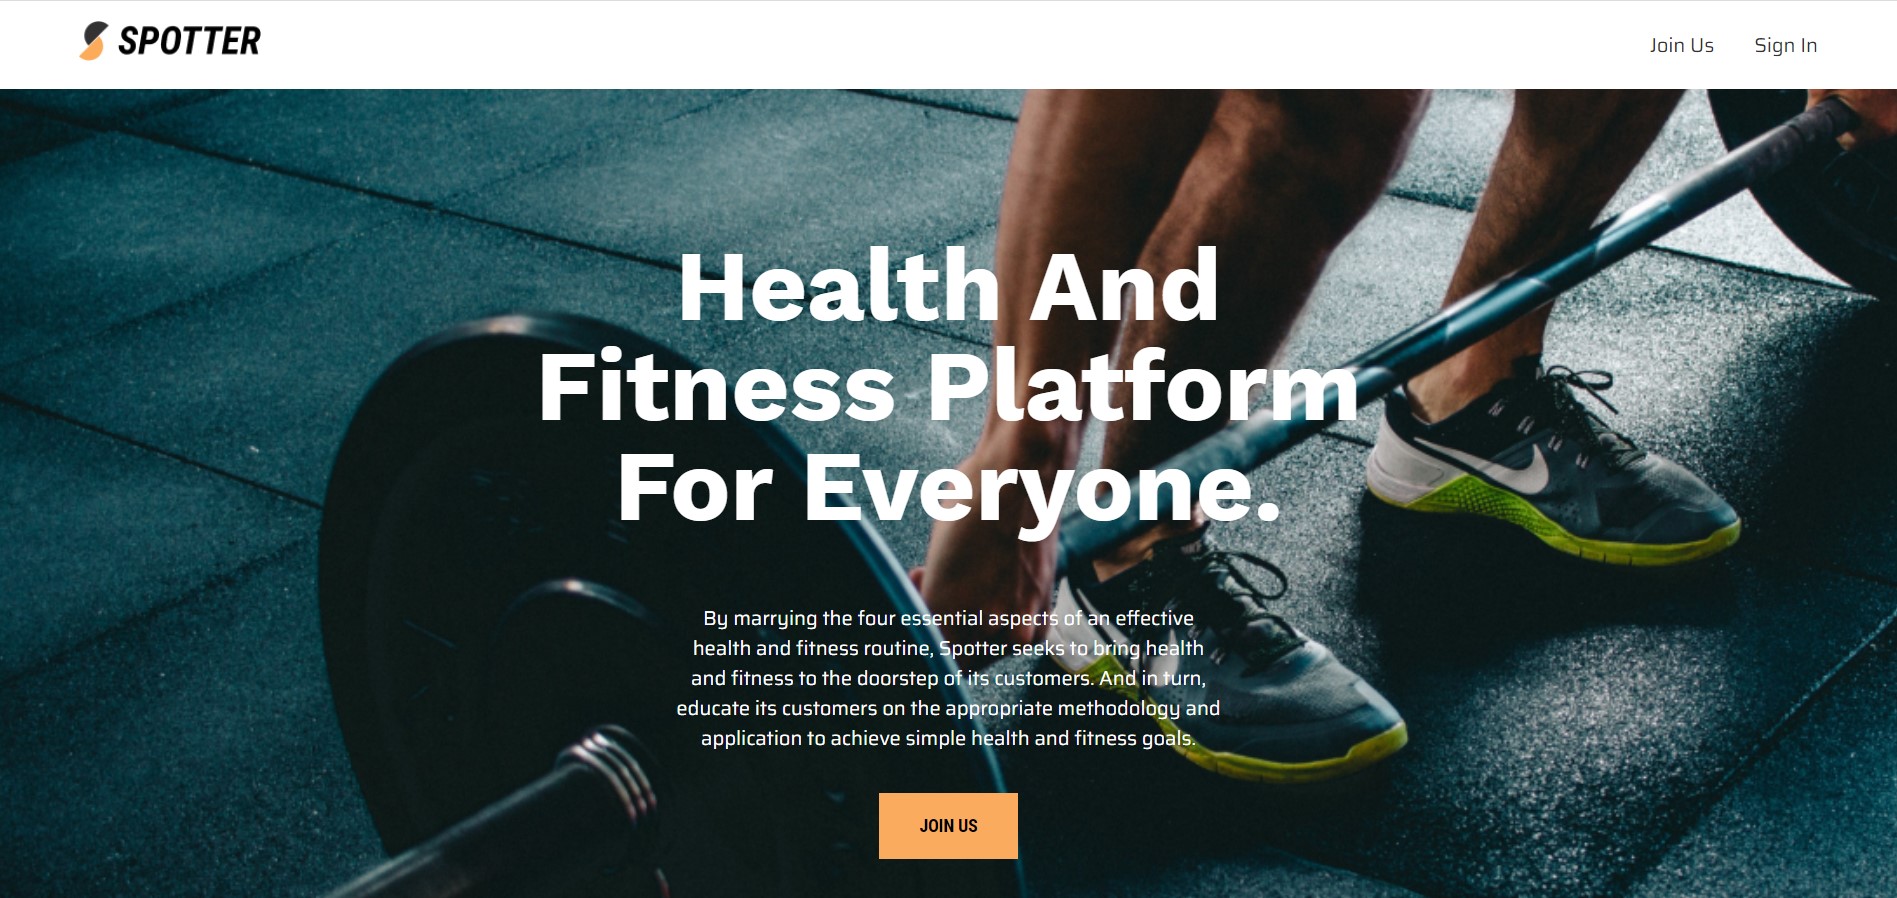 SPOTTER
Join Us
Sign In
Health And
Fitness Platform
For Everyone.
By marrying the four essential aspects of an effective
health and fitness routine, Spotter seeks to bring health
and fitness to the doorstep of its customers. And in turn,
educate its customers on the appropriate methodology and
application to achieve simple health and fitness goals.
JOIN US